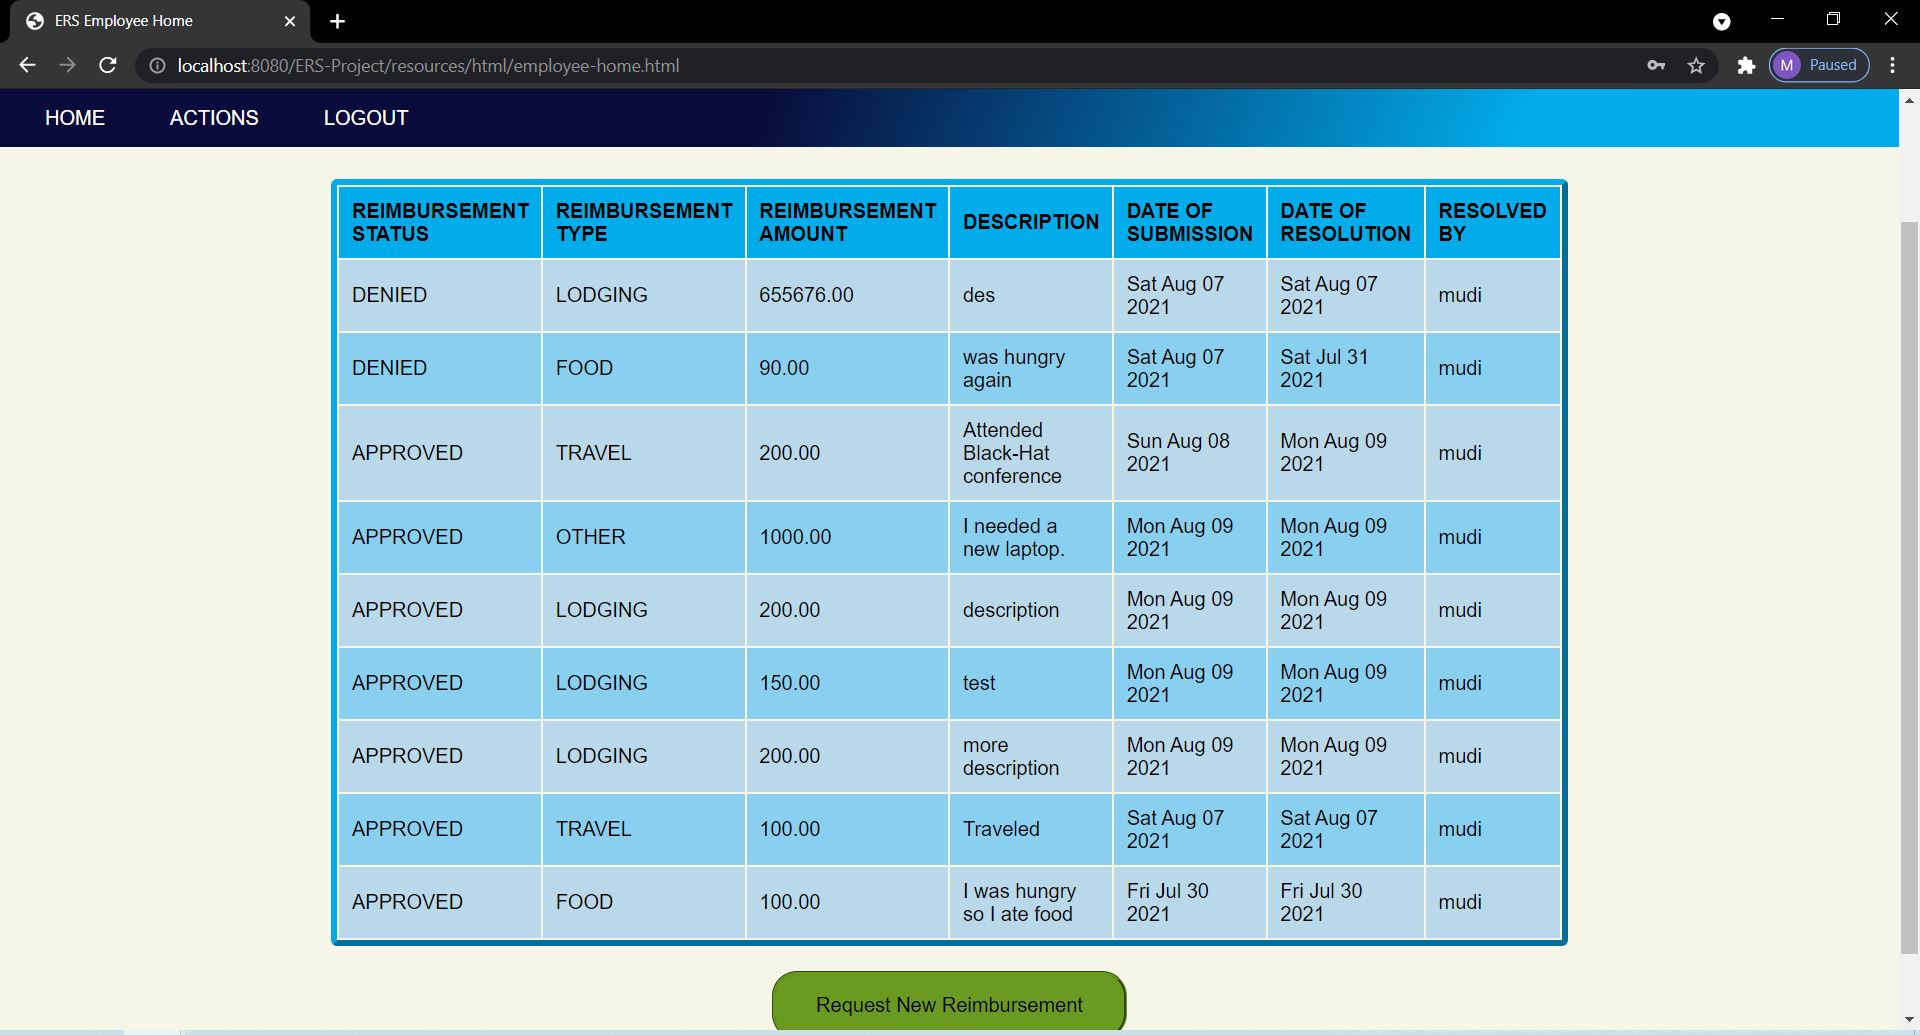 ERS Employee Home
localhost:8080/ERS-Project/resources/html/employee-home.html
M Paused
HOME ACTIONS LOGOUT
REIMBURSEMENT STATUS REIMBURSEMENT TYPE REIMBURSEMENT AMOUNT DESCRIPTION DATE OF SUBMISSION DATE OF RESOLUTION RESOLVED BY
DENIED LODGING 655676.00 des Sat Aug 07 2021 Sat Aug 07 2021 mudi
DENIED FOOD 90.00 was hungry again Sat Aug 07 2021 Sat Jul 31 2021 mudi
APPROVED TRAVEL 200.00 Attended Black-Hat conference Sun Aug 08 2021 Mon Aug 09 2021 mudi
APPROVED OTHER 1000.00 I needed a new laptop. Mon Aug 09 2021 Mon Aug 09 2021 mudi
APPROVED LODGING 200.00 description Mon Aug 09 2021 Mon Aug 09 2021 mudi
APPROVED LODGING 150.00 test Mon Aug 09 2021 Mon Aug 09 2021 mudi
APPROVED LODGING 200.00 more description Mon Aug 09 2021 Mon Aug 09 2021 mudi
APPROVED TRAVEL 100.00 Traveled Sat Aug 07 2021 Sat Aug 07 2021 mudi
APPROVED FOOD 100.00 I was hungry so I ate food Fri Jul 30 2021 Fri Jul 30 2021 mudi
Request New Reimbursement